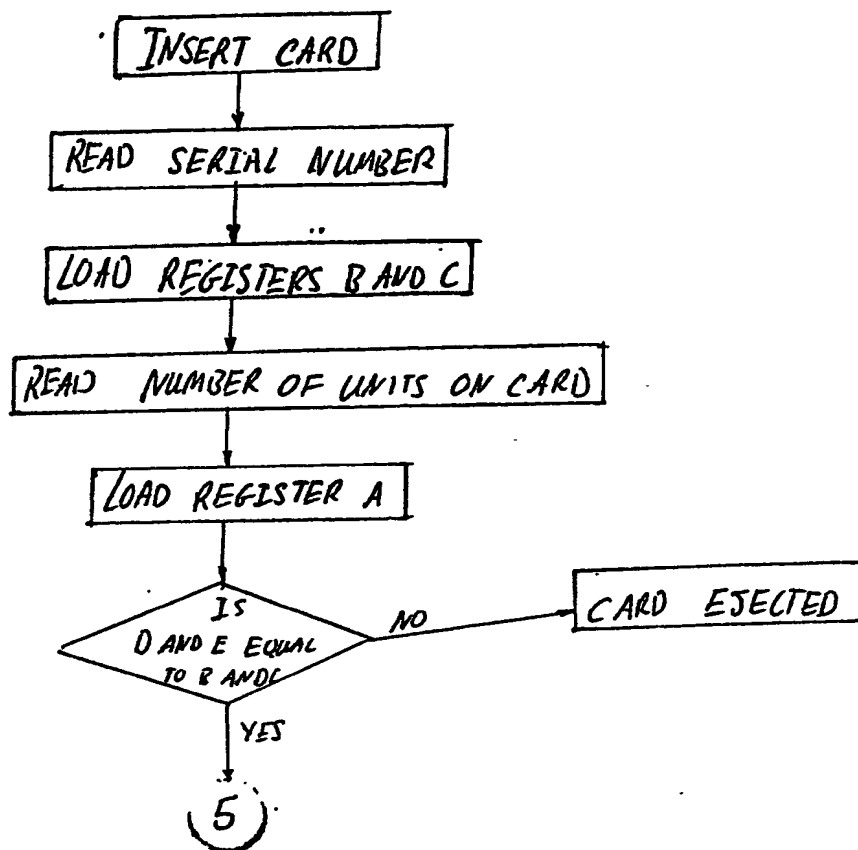 INSERT CARD
READ SERIAL NUMBER
LOAD REGISTERS B AND C
READ NUMBER OF UNITS ON CARD
LOAD REGISTER A
IS
D AND E EQUAL
TO B AND C
NO
CARD EJECTED
YES
5